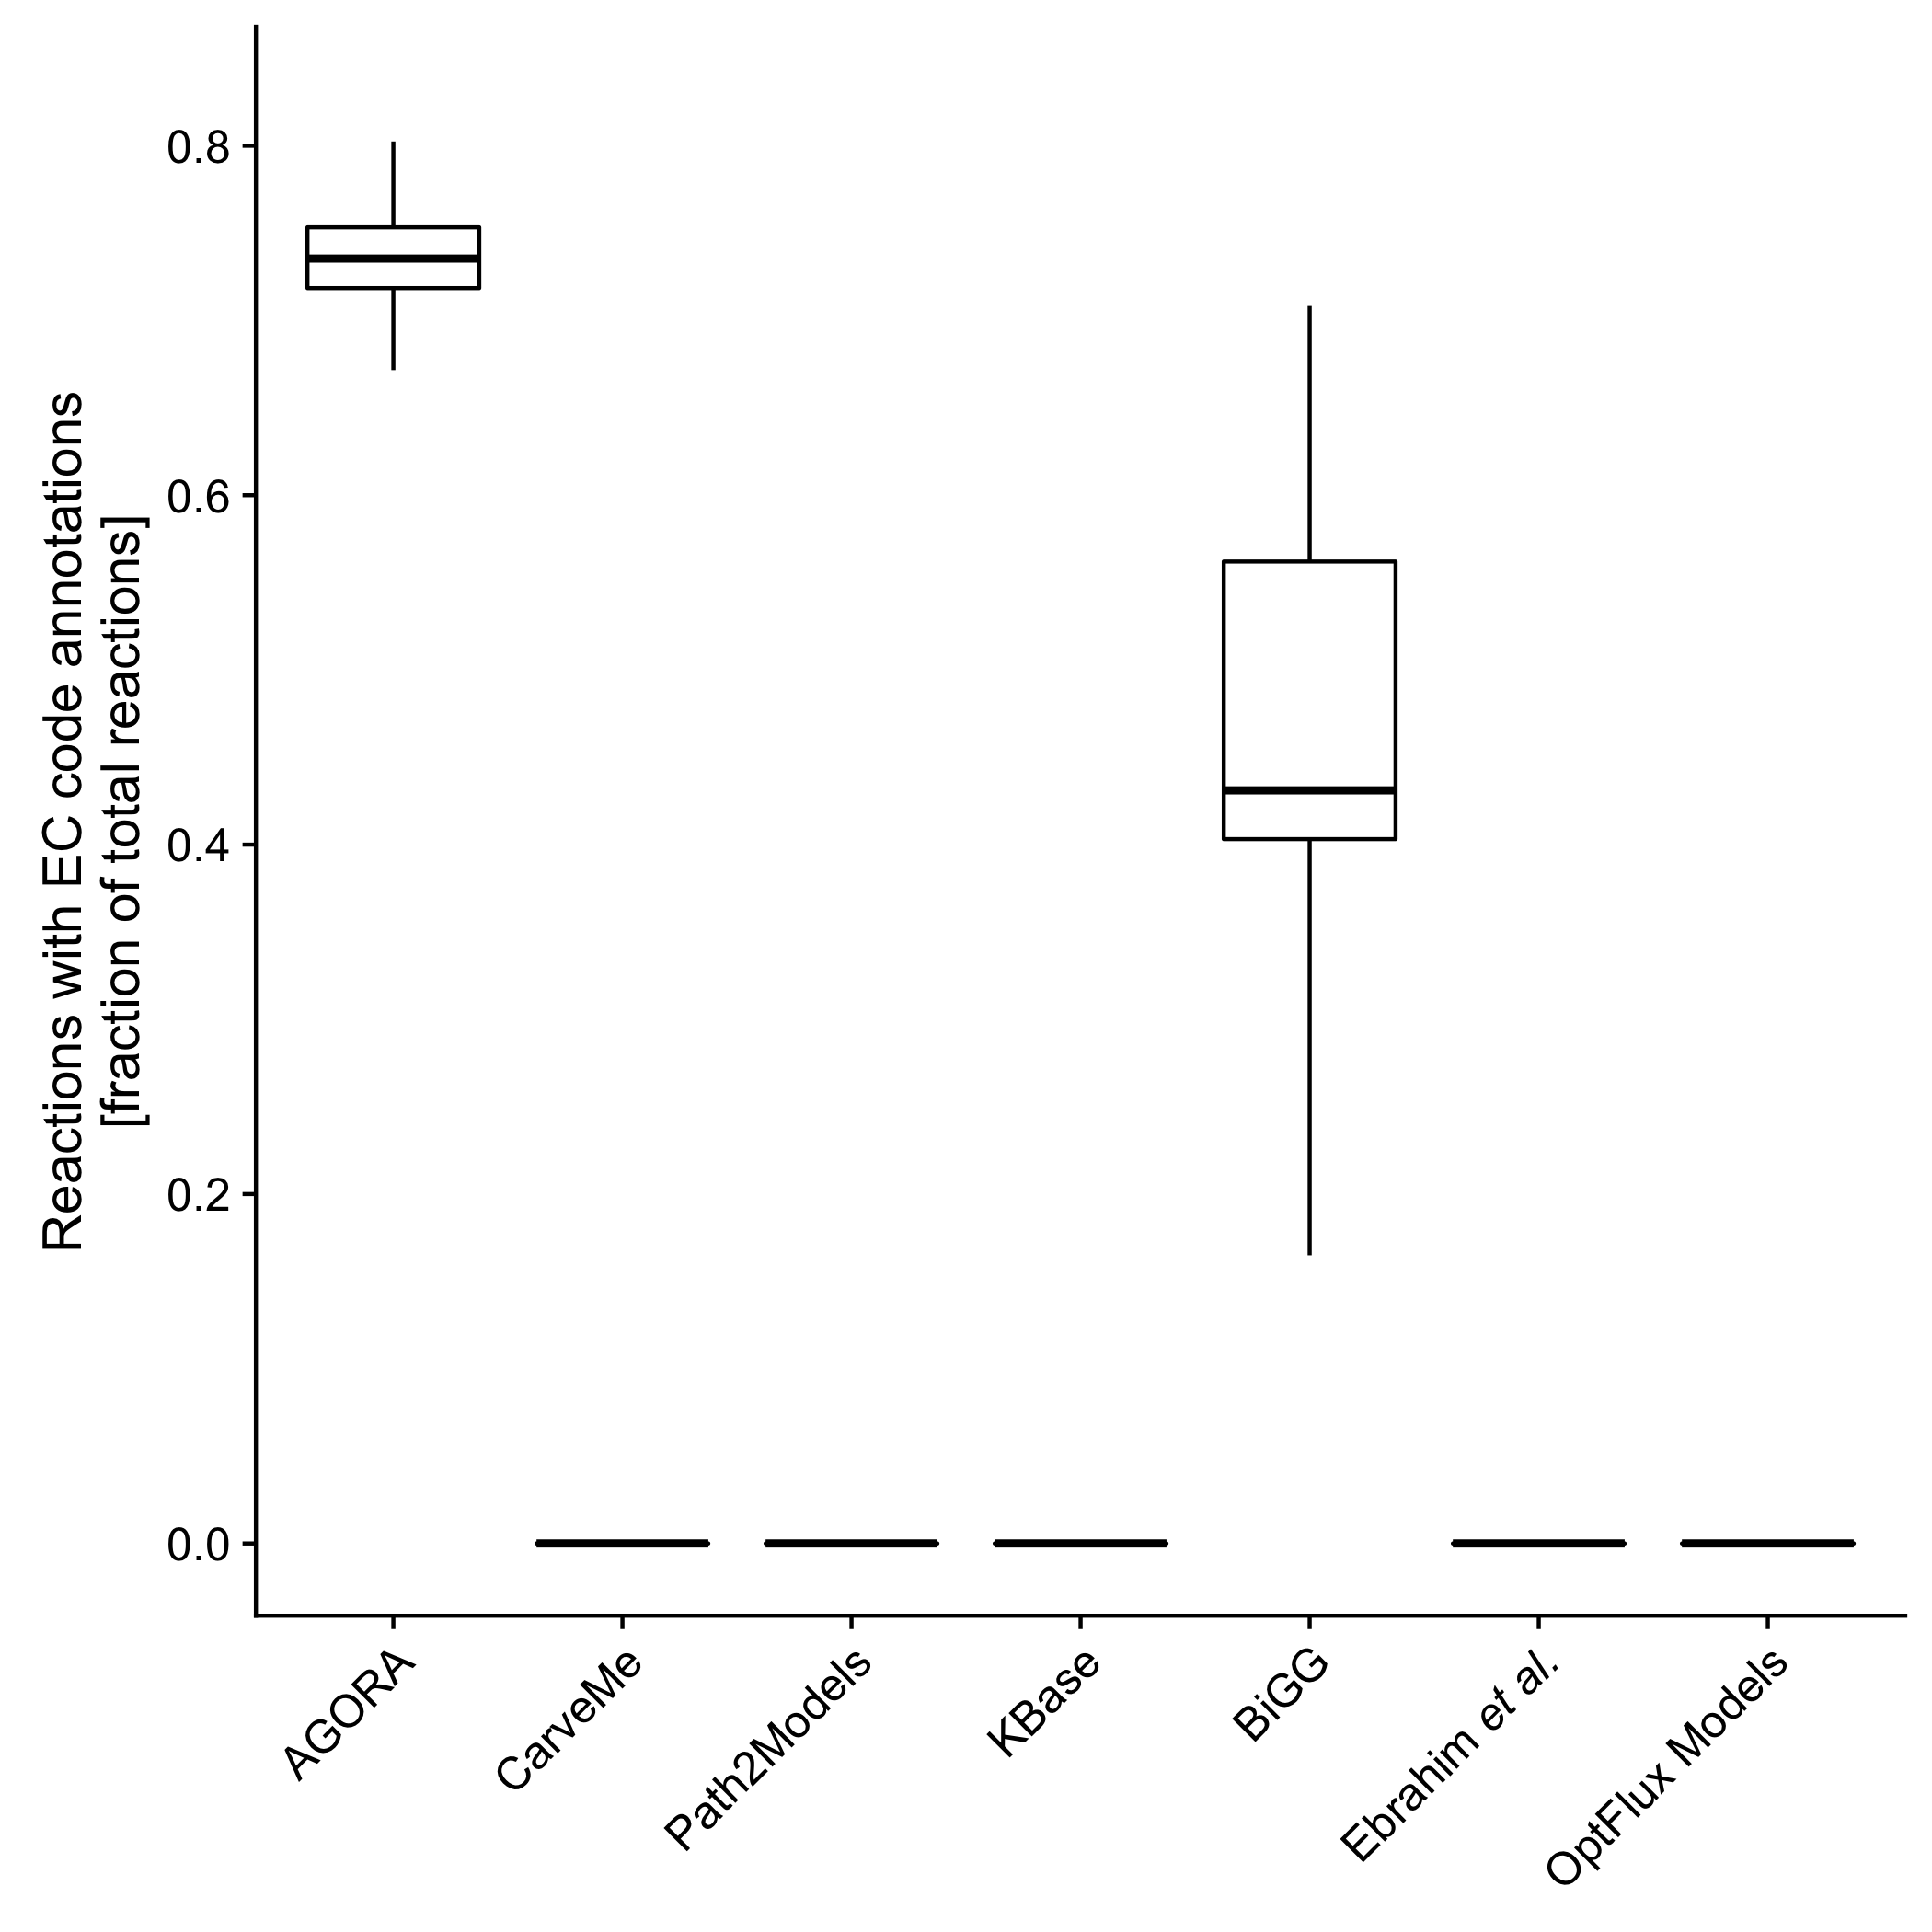 Reactions with EC code annotations
[fraction of total reactions]
0.8
0.6
0.4
0.2
0.0
AGORA
CarveMe
Path2Models
KBase
BiGG
Ebrahim et al.
OptFlux Models